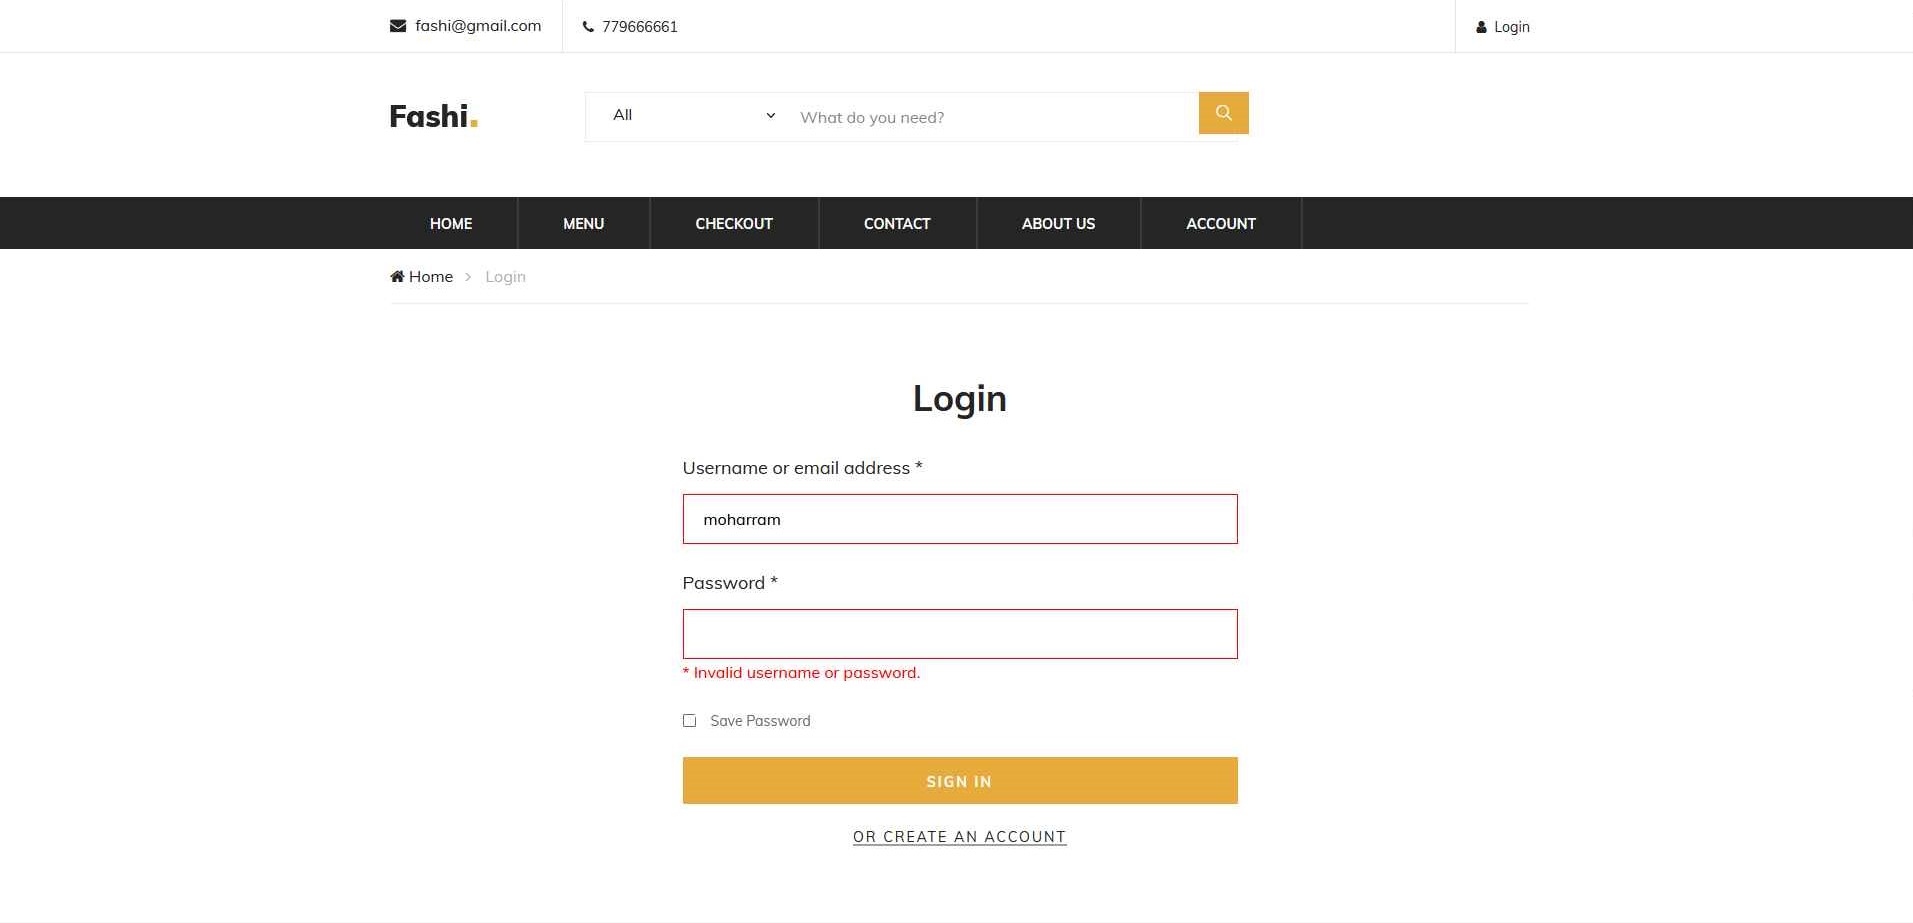 fashi@gmail.com 779666661 Login
Fashi. All What do you need?
HOME MENU CHECKOUT CONTACT ABOUT US ACCOUNT
Home Login
Login
Username or email address *
moharram
Password *
* Invalid username or password.
Save Password
SIGN IN
OR CREATE AN ACCOUNT